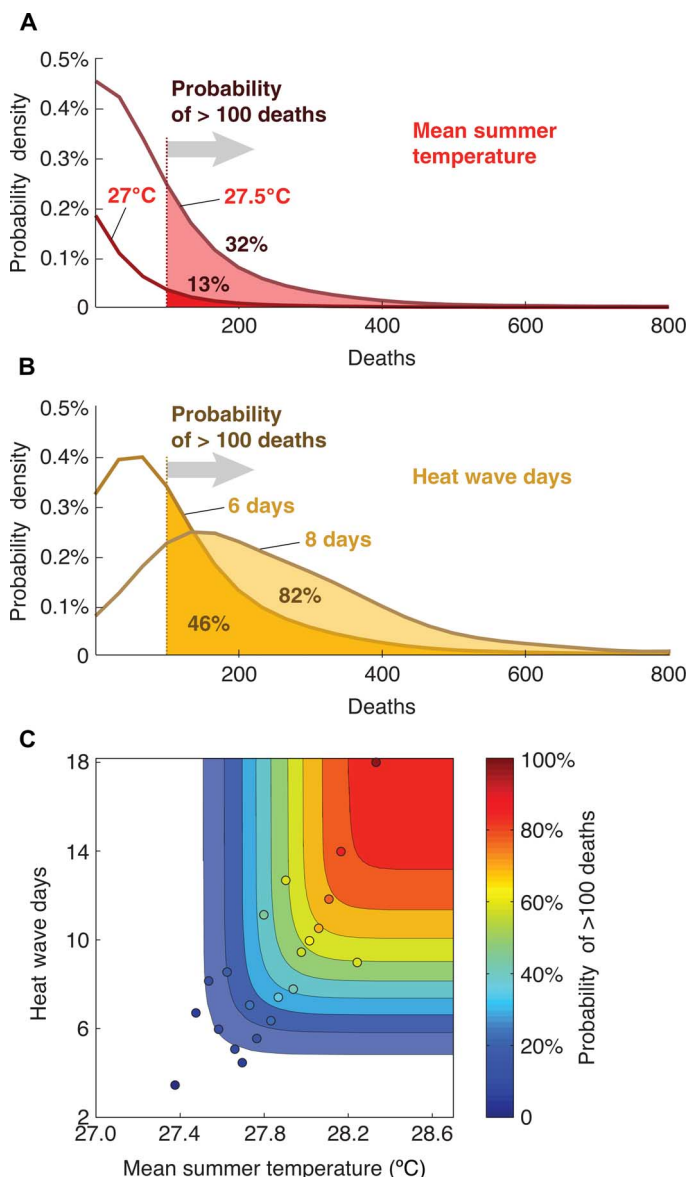 A
0.5%
0.4%
0.3%
0.2%
0.1%
0
Probability density
Probability
of > 100 deaths
Mean summer
temperature
27°C
27.5°C
32%
13%
200
400
600
800
Deaths
B
0.5%
0.4%
0.3%
0.2%
0.1%
0
Probability density
Probability
of > 100 deaths
Heat wave days
6 days
8 days
82%
46%
200
400
600
800
Deaths
C
18
14
10
6
2
Heat wave days
27.0
27.4
27.8
28.2
28.6
Mean summer temperature (ºC)
100%
80%
60%
40%
20%
0
Probability of >100 deaths